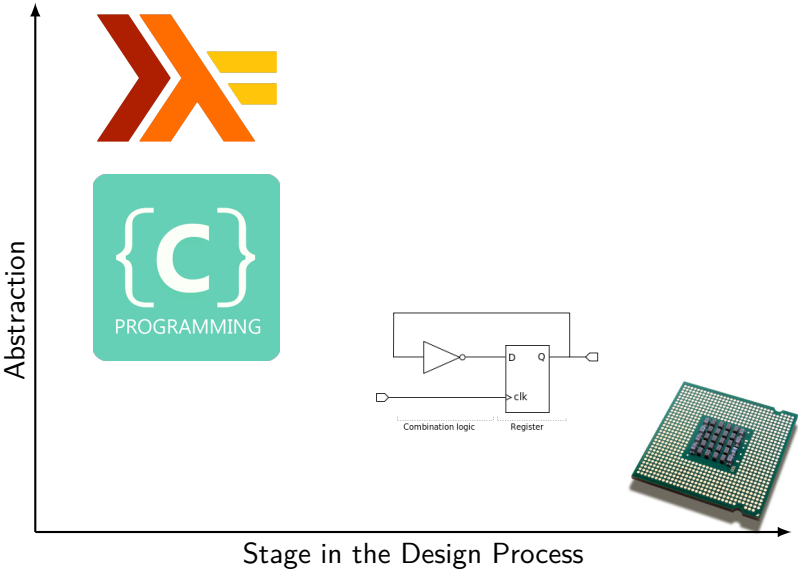 {C}
PROGRAMMING
Abstraction
D Q
clk
Combination logic
Register
Stage in the Design Process